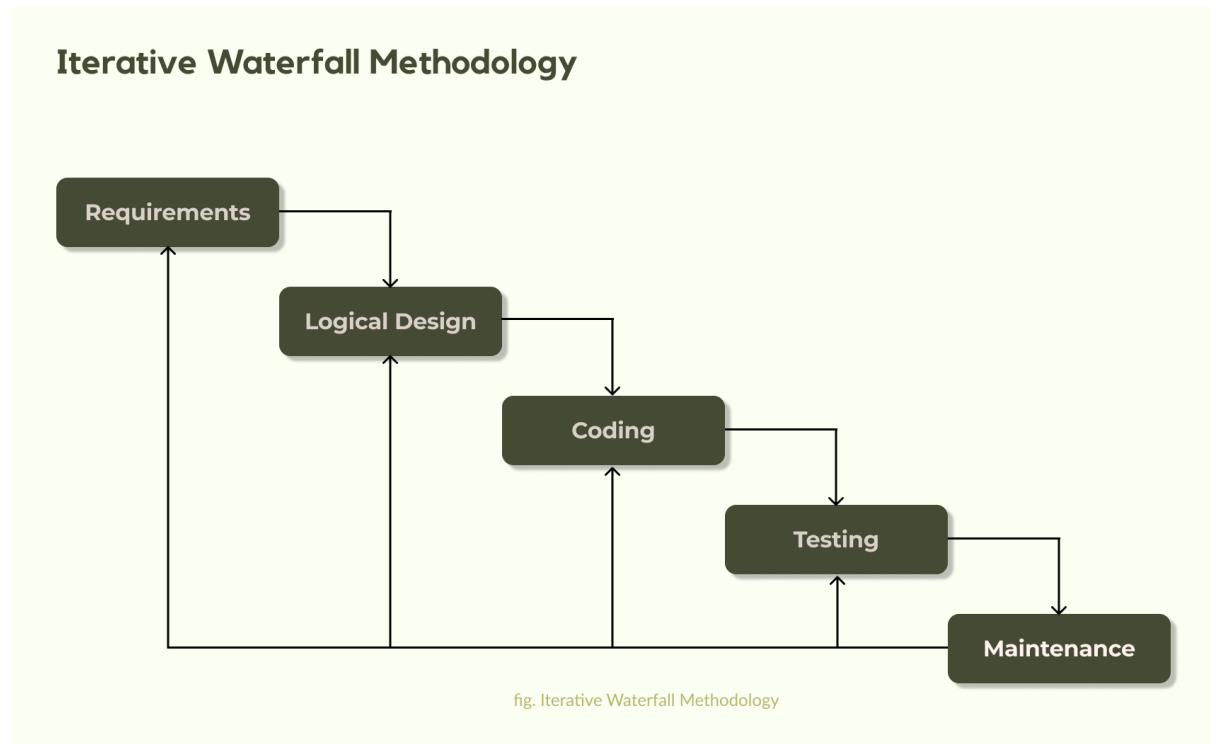 Iterative Waterfall Methodology
Requirements
Logical Design
Coding
Testing
Maintenance
fig. Iterative Waterfall Methodology